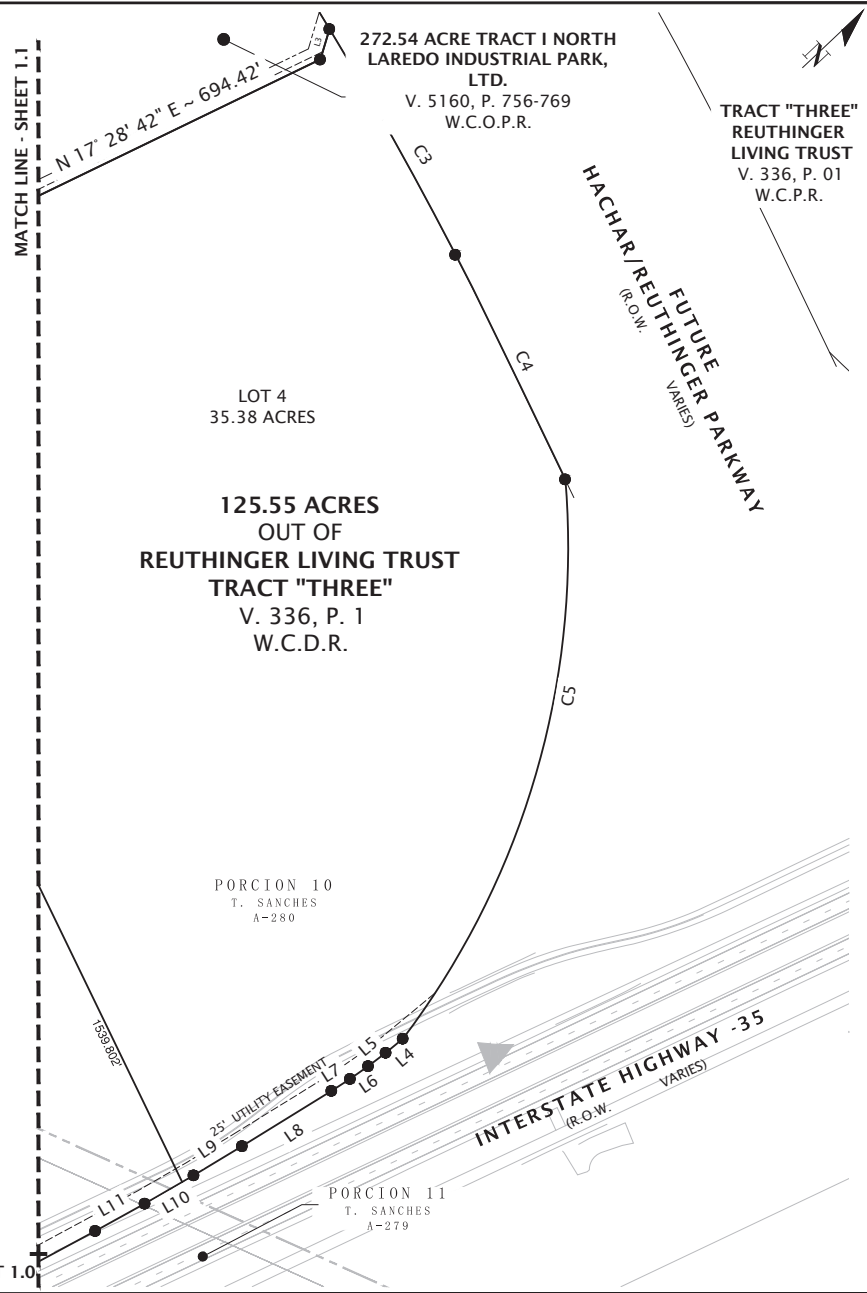 MATCH LINE - SHEET 1.1
N 17° 28' 42" E ~ 694.42'
L3
272.54 ACRE TRACT I NORTH
LAREDO INDUSTRIAL PARK,
LTD.
V. 5160, P. 756-769
W.C.O.P.R.
N
TRACT "THREE"
REUTHINGER
LIVING TRUST
V. 336, P. 01
W.C.P.R.
C3
FUTURE
HACHAR/REUTHINGER PARKWAY
(R.O.W. VARIES)
C4
LOT 4
35.38 ACRES
125.55 ACRES
OUT OF
REUTHINGER LIVING TRUST
TRACT "THREE"
V. 336, P. 1
W.C.D.R.
C5
PORCION 10
T. SANCHES
A-280
1539.802'
25' UTILITY EASEMENT
L4
L5
L6
L7
L8
L9
L10
L11
INTERSTATE HIGHWAY -35
(R.O.W. VARIES)
PORCION 11
T. SANCHES
A-279
T 1.0